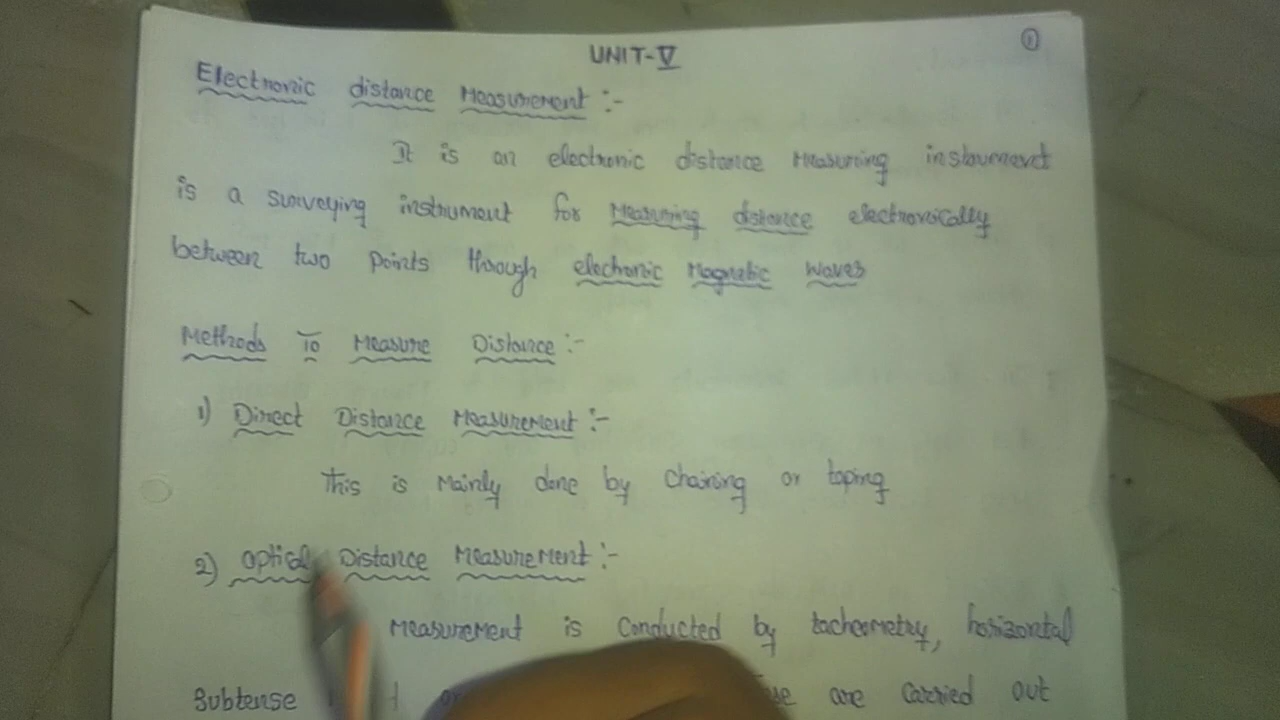 ①
UNIT-V
Electronic distance Measurement :-
It is an electronic distance Measuring instoument
is a surveying instrument for Measuring distance electronically
between two points through electronic Magnetic waves
Methods To Measure Distance :-
1) Direct Distance Measurement :-
This is Mainly done by Chaining or taping
2) optical Distance Measurement :-
Measurement is Conducted by tacheometry, horizontal
Subtense are Carried out